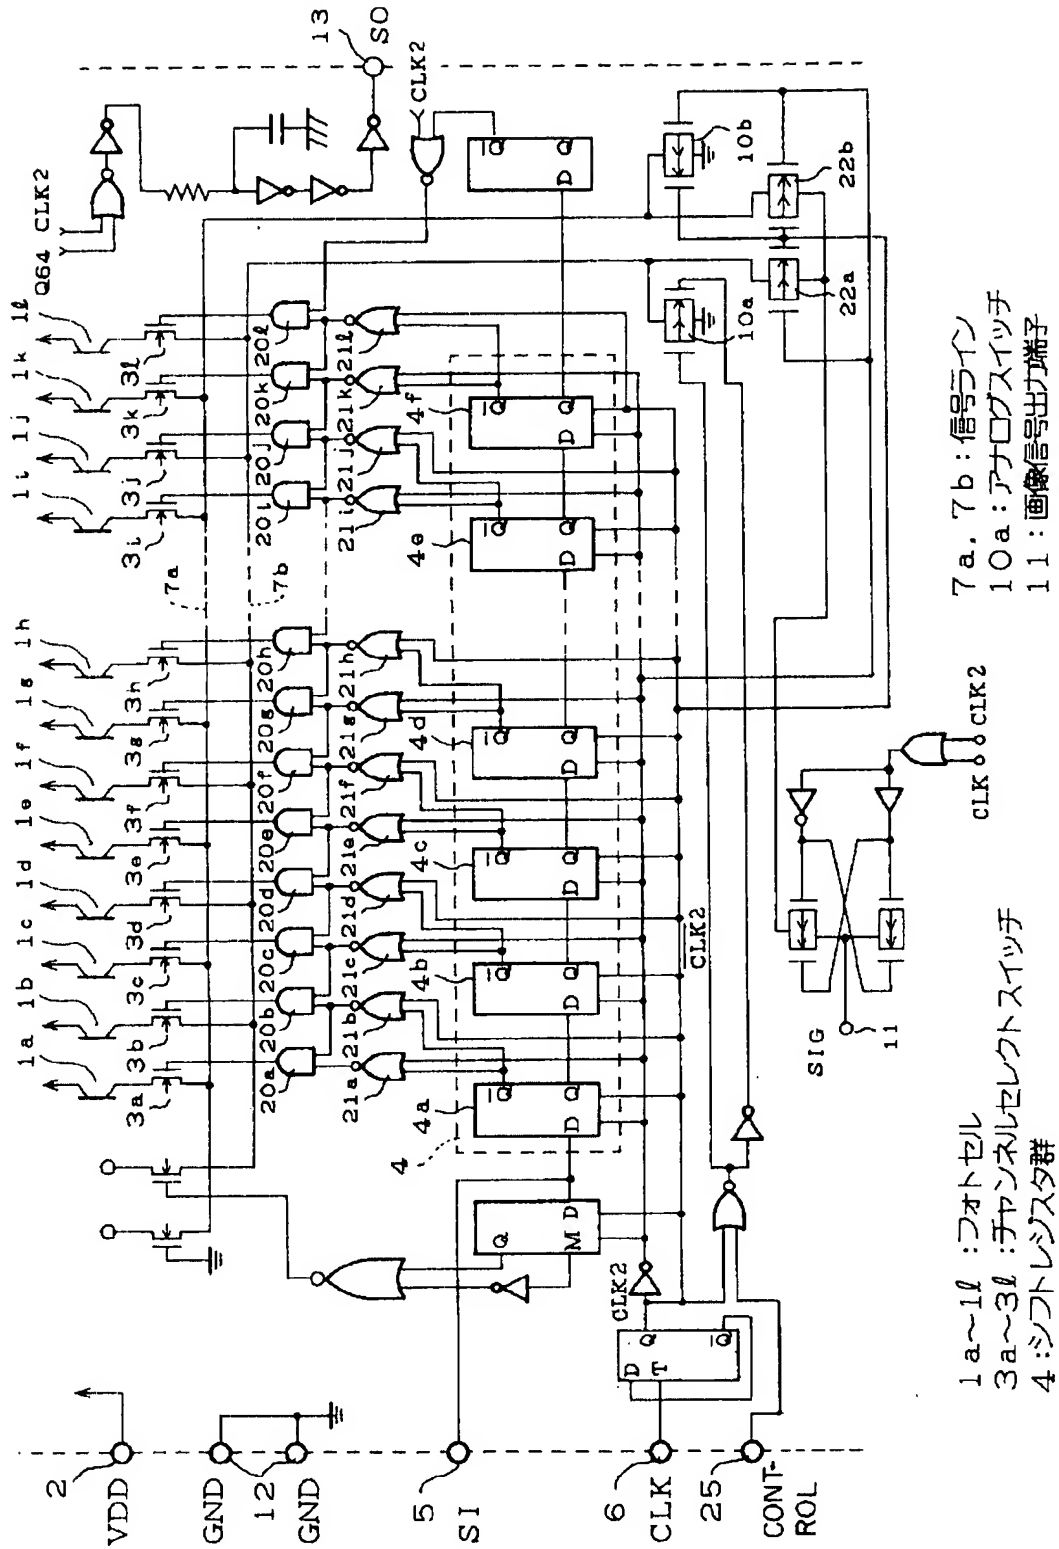 2
VDD
GND
12
GND
5
SI
6
CLK
25
CONT-
ROL
1a
1b
1c
1d
1e
1f
1g
1h
1i
1j
1k
1ℓ
3a
3b
3c
3d
3e
3f
3g
3h
3i
3j
3k
3ℓ
7a
7b
20a
20b
20c
20d
20e
20f
20g
20h
20i
20j
20k
20ℓ
21a
21b
21c
21d
21e
21f
21g
21h
21i
21j
21k
21ℓ
4
4a
4b
4c
4d
4e
4f
Q
M D
D Q Q̅
D Q Q̅
D Q Q̅
D Q Q̅
D Q Q̅
D Q Q̅
D Q Q̅
D Q
T Q̅
CLK2
C̅L̅K̅2̅
Q64 CLK2
13
SO
CLK2
10a
10b
22a
22b
SIG
11
CLK CLK2
1a~1ℓ:フォトセル
3a~3ℓ:チャンネルセレクトスイッチ
4:シフトレジスタ群
7a, 7b:信号ライン
10a:アナログスイッチ
11:画像信号出力端子